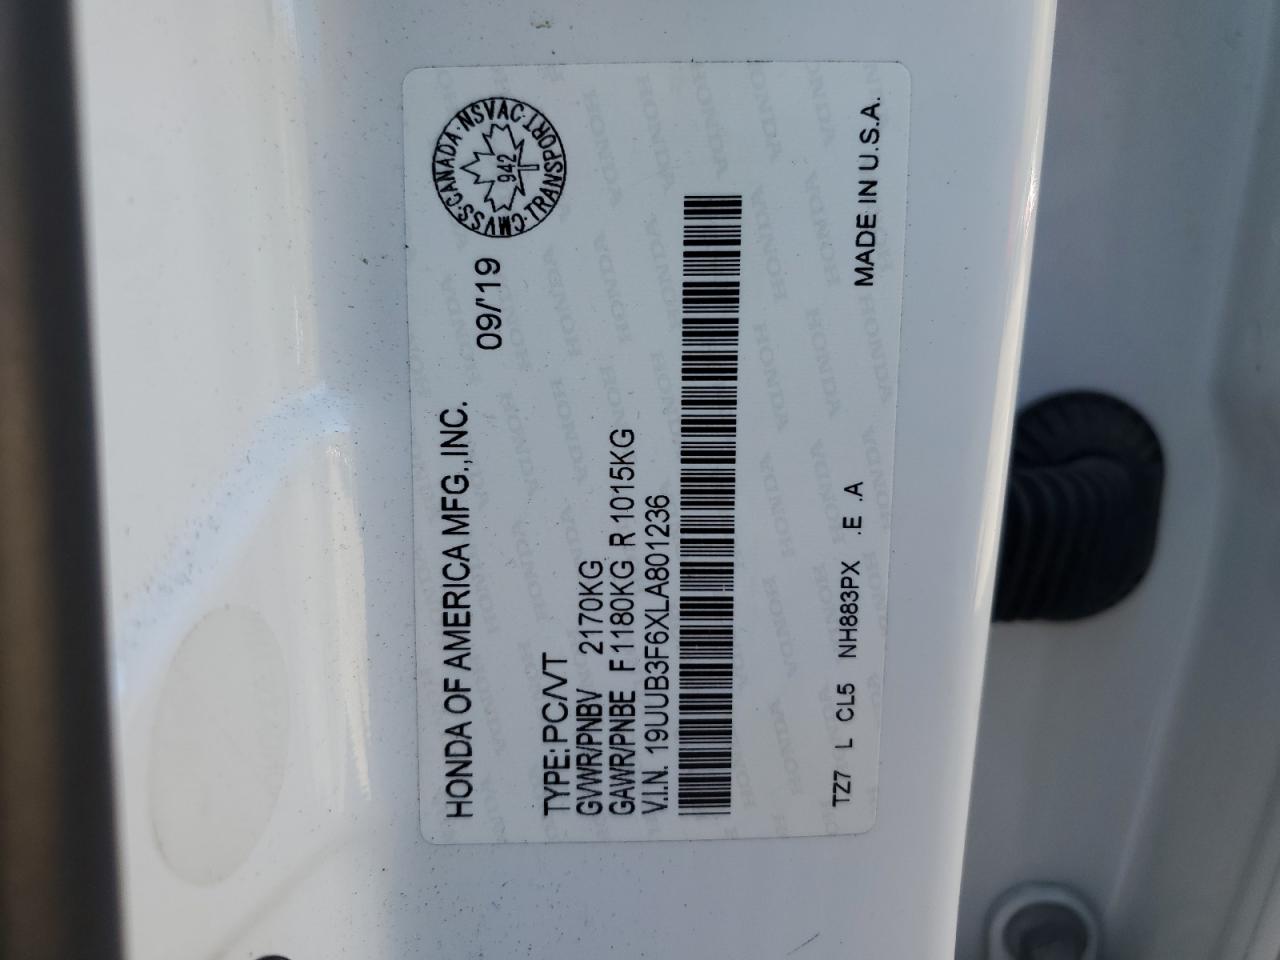 HONDA OF AMERICA MFG.,INC.
09/'19
CMVSS·CANADA·NSVAC·TRANSPORT
942
TYPE: PC/VT
GVWR/PNBV 2170KG
GAWR/PNBE F 1180KG R 1015KG
V.I.N. 19UUB3F6XLA801236
TZ7 L CL5 NH883PX .E .A
MADE IN U.S.A.